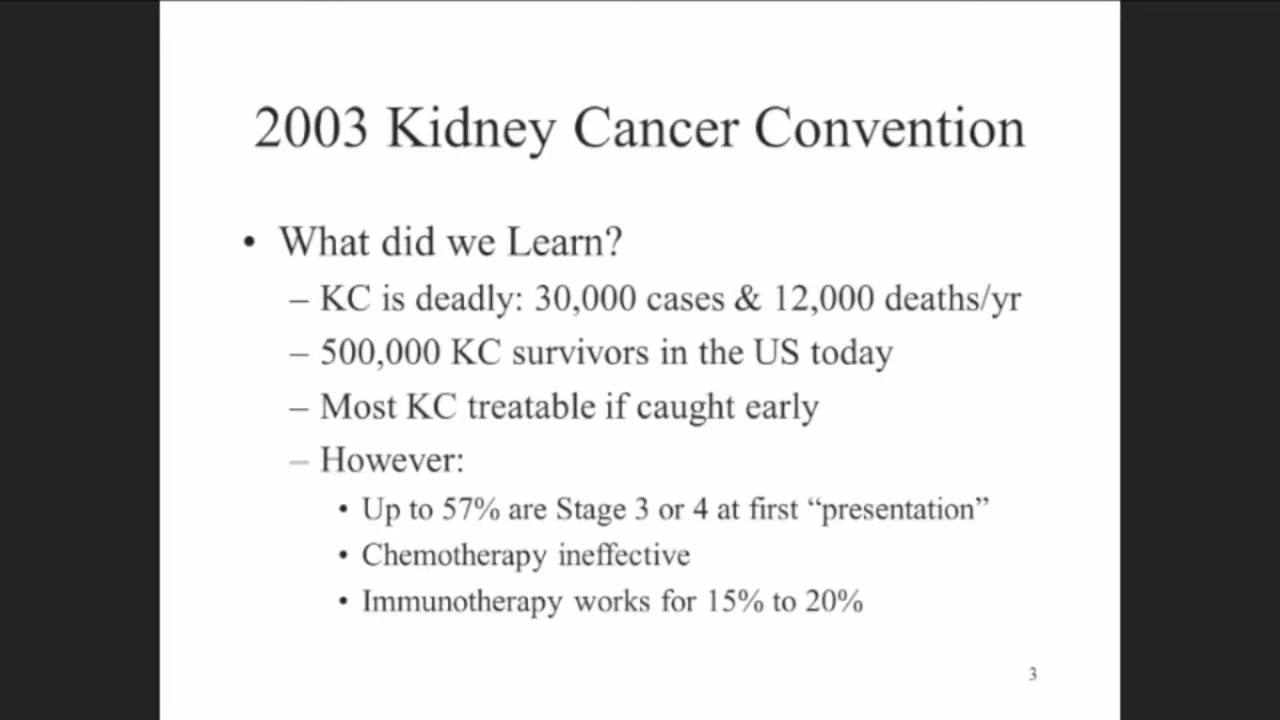 2003 Kidney Cancer Convention
• What did we Learn?
– KC is deadly: 30,000 cases & 12,000 deaths/yr
– 500,000 KC survivors in the US today
– Most KC treatable if caught early
– However:
• Up to 57% are Stage 3 or 4 at first “presentation”
• Chemotherapy ineffective
• Immunotherapy works for 15% to 20%
3